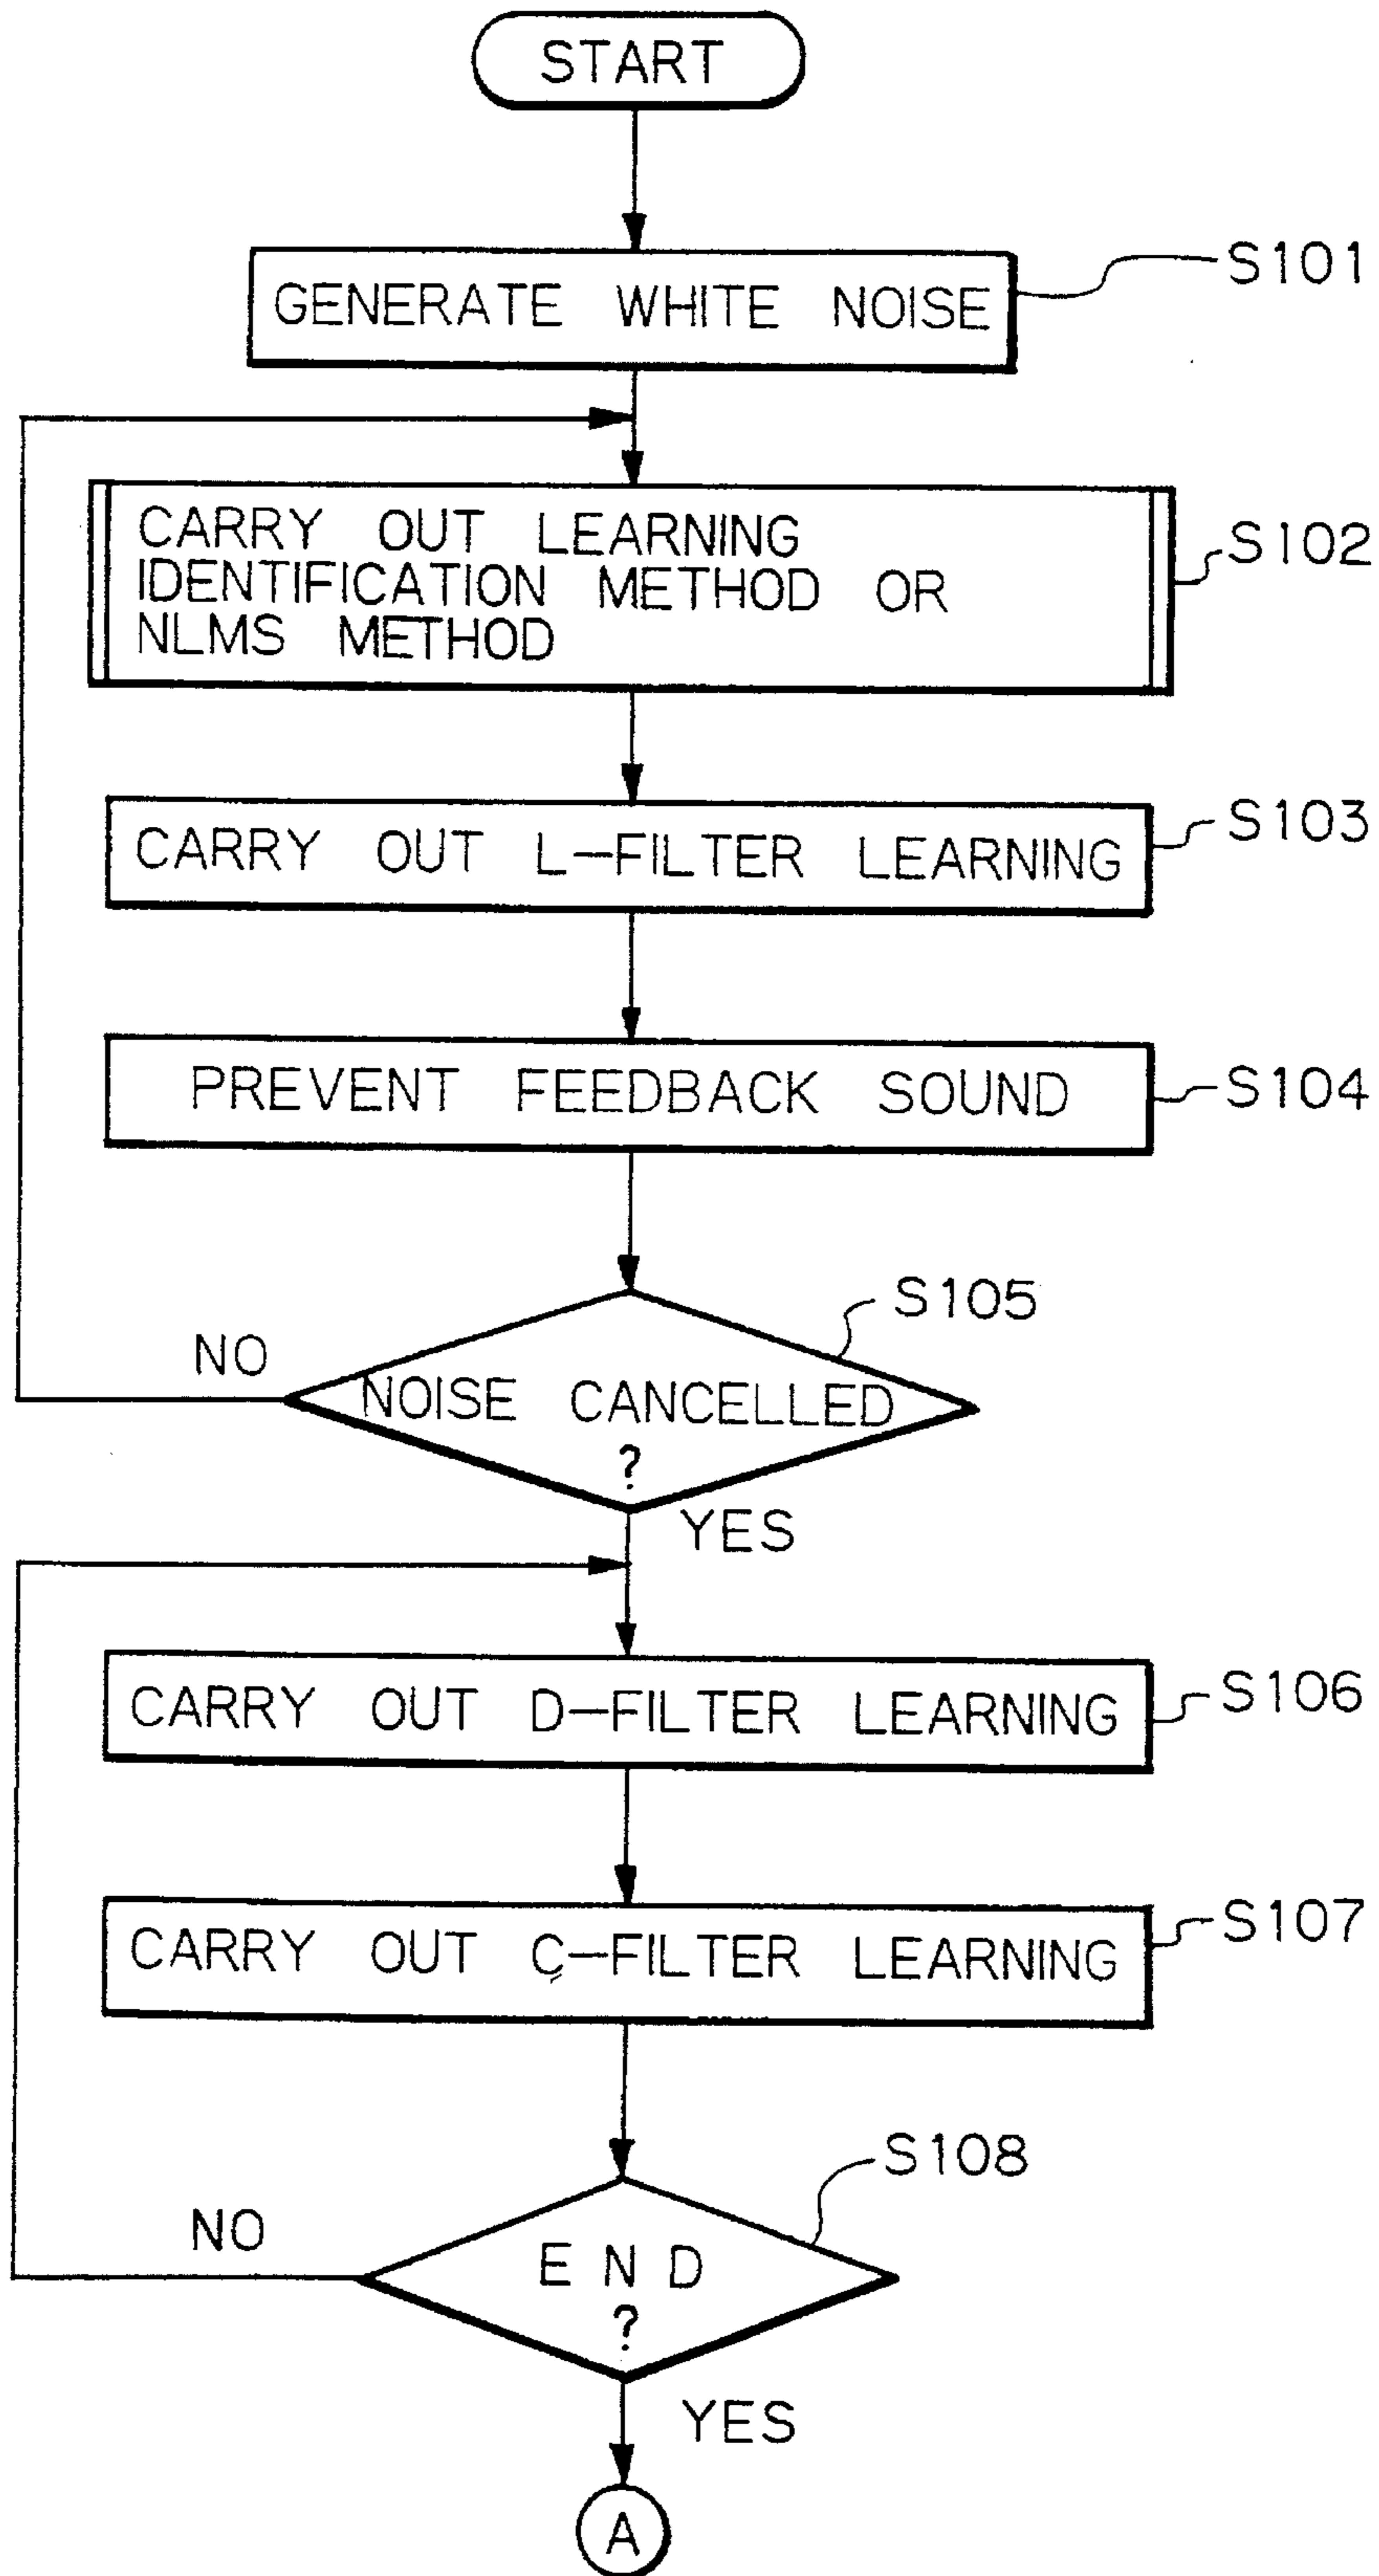 START
GENERATE WHITE NOISE
S101
CARRY OUT LEARNING
IDENTIFICATION METHOD OR
NLMS METHOD
S102
CARRY OUT L-FILTER LEARNING
S103
PREVENT FEEDBACK SOUND
S104
S105
NO
NOISE CANCELLED
?
YES
CARRY OUT D-FILTER LEARNING
S106
CARRY OUT C-FILTER LEARNING
S107
S108
NO
END
?
YES
A